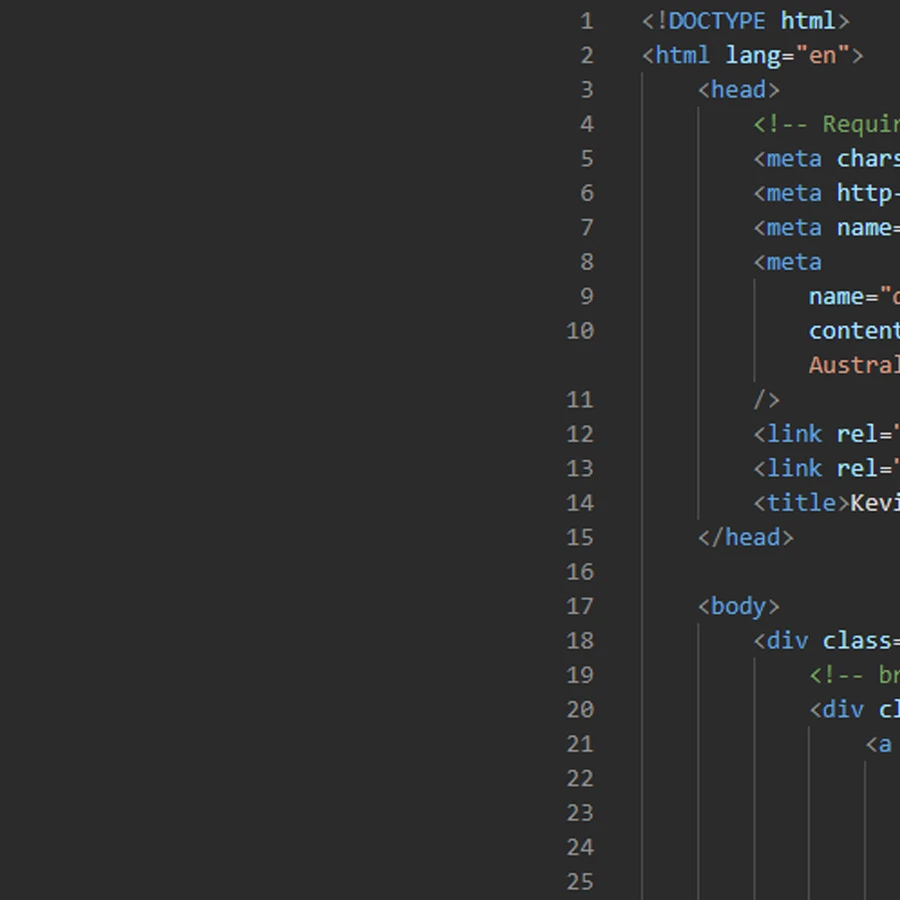 1 <!DOCTYPE html>
2 <html lang="en">
3 <head>
4 <!-- Requir
5 <meta chars
6 <meta http-
7 <meta name=
8 <meta
9 name="d
10 content
Austral
11 />
12 <link rel="
13 <link rel="
14 <title>Kevi
15 </head>
16
17 <body>
18 <div class=
19 <!-- br
20 <div cl
21 <a
22
23
24
25